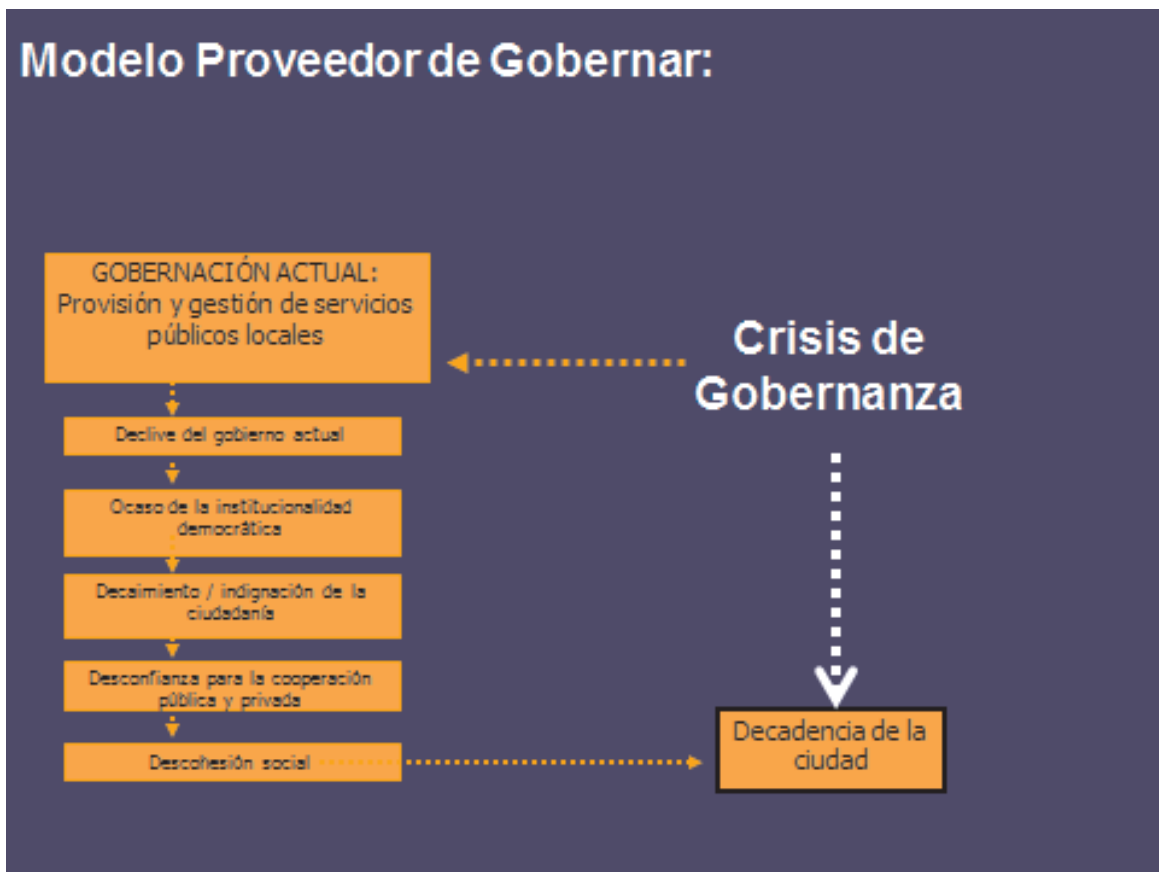 Modelo Proveedor de Gobernar:
GOBERNACIÓN ACTUAL:
Provisión y gestión de servicios
públicos locales
Declive del gobierno actual
Ocaso de la institucionalidad
democrática
Decaimiento / indignación de la
ciudadanía
Desconfianza para la cooperación
pública y privada
Descohesión social
Crisis de
Gobernanza
Decadencia de la
ciudad